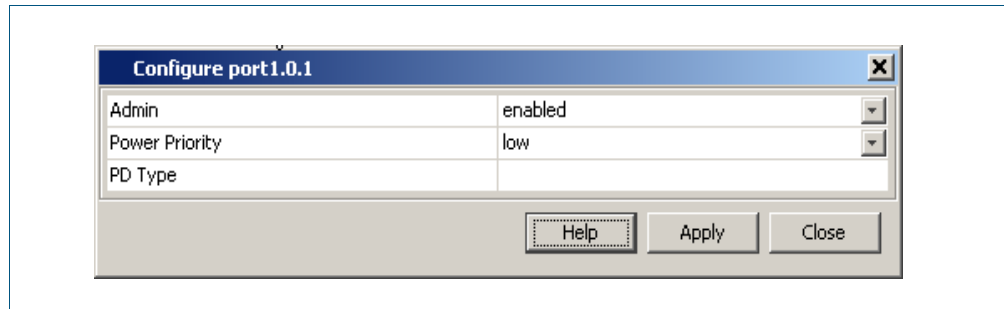 Configure port1.0.1
Admin enabled
Power Priority low
PD Type
Help Apply Close